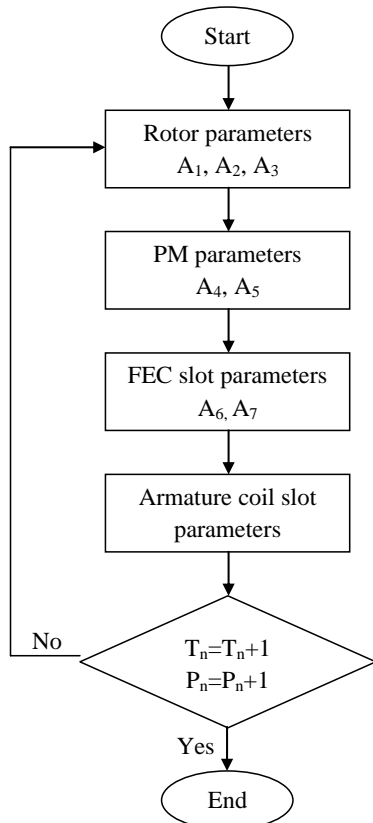 Start
Rotor parameters
A₁, A₂, A₃
PM parameters
A₄, A₅
FEC slot parameters
A₆, A₇
Armature coil slot
parameters
No
Tₙ=Tₙ+1
Pₙ=Pₙ+1
Yes
End